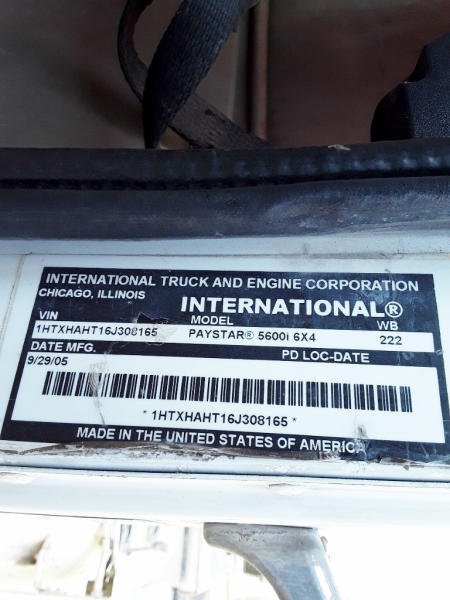 INTERNATIONAL TRUCK AND ENGINE CORPORATION
CHICAGO, ILLINOIS
INTERNATIONAL®
VIN MODEL WB
1HTXHAHT16J308165 PAYSTAR® 5600i 6X4 222
DATE MFG. PD LOC-DATE
9/29/05
* 1HTXHAHT16J308165 *
MADE IN THE UNITED STATES OF AMERICA